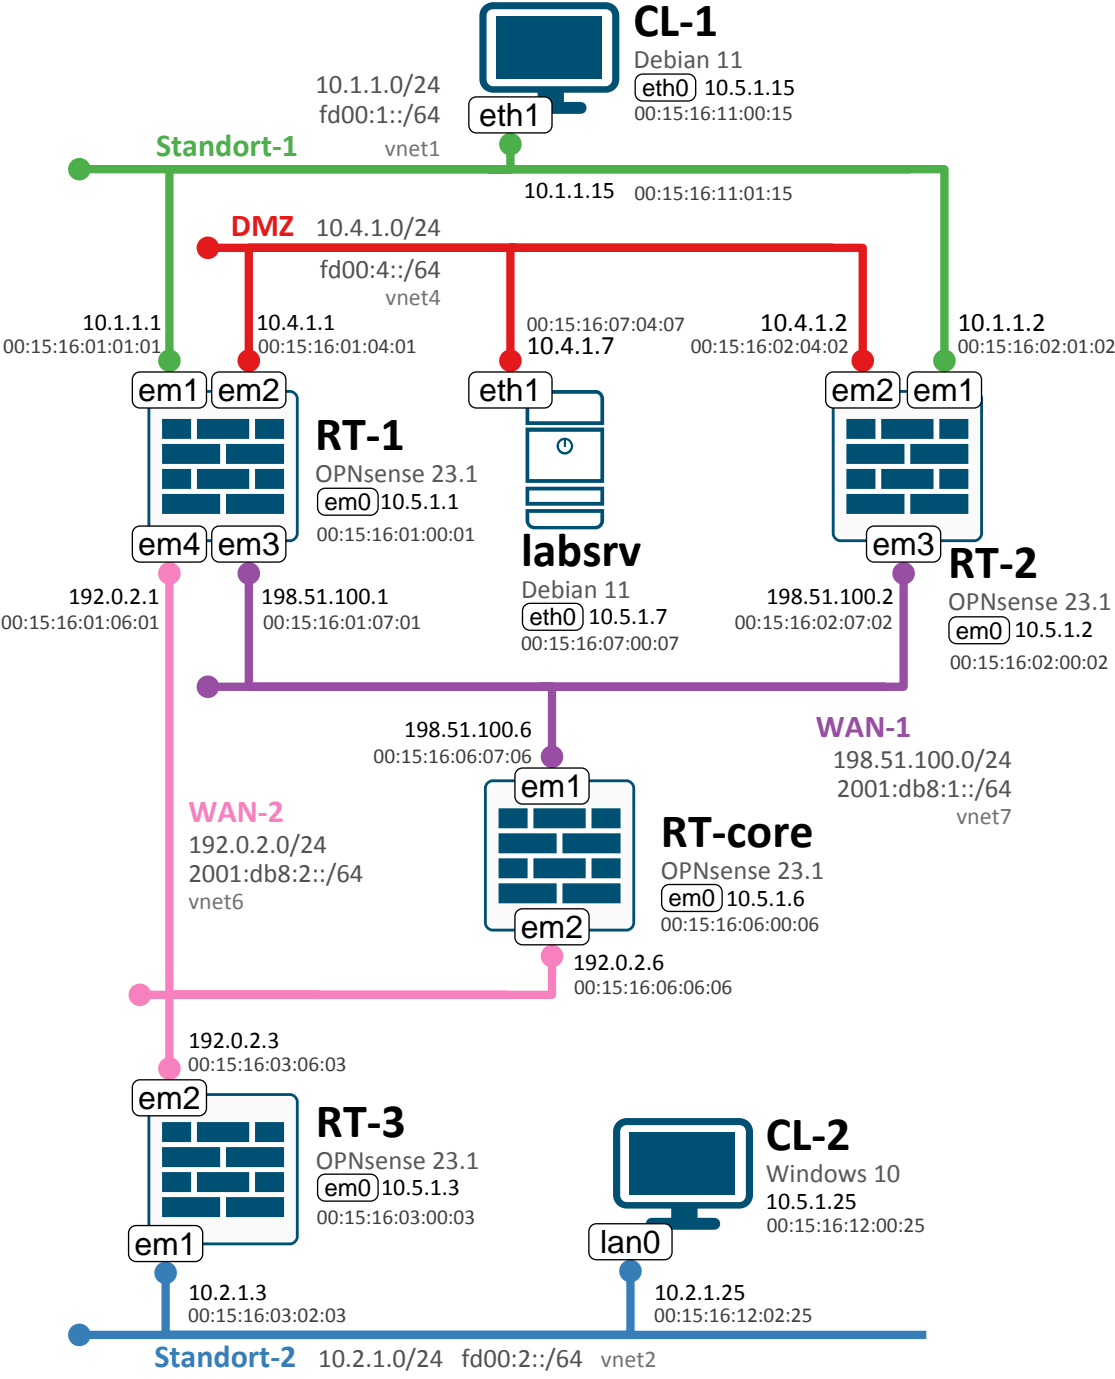 CL-1
Debian 11
eth0 10.5.1.15
00:15:16:11:00:15
10.1.1.0/24
fd00:1::/64
vnet1
eth1
Standort-1
10.1.1.15 00:15:16:11:01:15
DMZ 10.4.1.0/24
fd00:4::/64
vnet4
10.1.1.1
00:15:16:01:01:01
10.4.1.1
00:15:16:01:04:01
00:15:16:07:04:07
10.4.1.7
10.4.1.2
00:15:16:02:04:02
10.1.1.2
00:15:16:02:01:02
em1 em2
eth1
em2 em1
RT-1
OPNsense 23.1
em0 10.5.1.1
00:15:16:01:00:01
em4 em3
labsrv
Debian 11
eth0 10.5.1.7
00:15:16:07:00:07
em3
RT-2
OPNsense 23.1
em0 10.5.1.2
00:15:16:02:00:02
192.0.2.1
00:15:16:01:06:01
198.51.100.1
00:15:16:01:07:01
198.51.100.2
00:15:16:02:07:02
198.51.100.6
00:15:16:06:07:06
WAN-1
198.51.100.0/24
2001:db8:1::/64
vnet7
em1
WAN-2
192.0.2.0/24
2001:db8:2::/64
vnet6
RT-core
OPNsense 23.1
em0 10.5.1.6
00:15:16:06:00:06
em2
192.0.2.6
00:15:16:06:06:06
192.0.2.3
00:15:16:03:06:03
em2
RT-3
OPNsense 23.1
em0 10.5.1.3
00:15:16:03:00:03
em1
CL-2
Windows 10
10.5.1.25
00:15:16:12:00:25
lan0
10.2.1.3
00:15:16:03:02:03
10.2.1.25
00:15:16:12:02:25
Standort-2 10.2.1.0/24 fd00:2::/64 vnet2